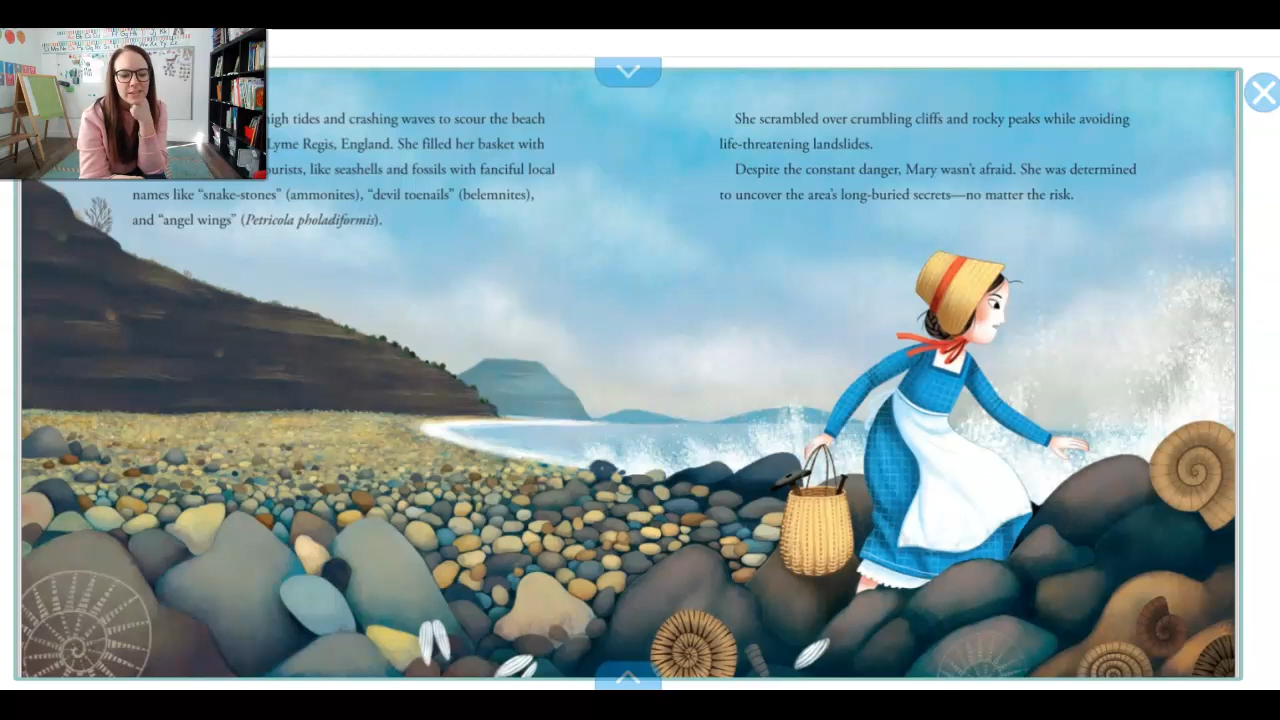 high tides and crashing waves to scour the beach
Lyme Regis, England. She filled her basket with
ourists, like seashells and fossils with fanciful local
names like “snake-stones” (ammonites), “devil toenails” (belemnites),
and “angel wings” (Petricola pholadiformis).
She scrambled over crumbling cliffs and rocky peaks while avoiding
life-threatening landslides.
Despite the constant danger, Mary wasn’t afraid. She was determined
to uncover the area’s long-buried secrets—no matter the risk.